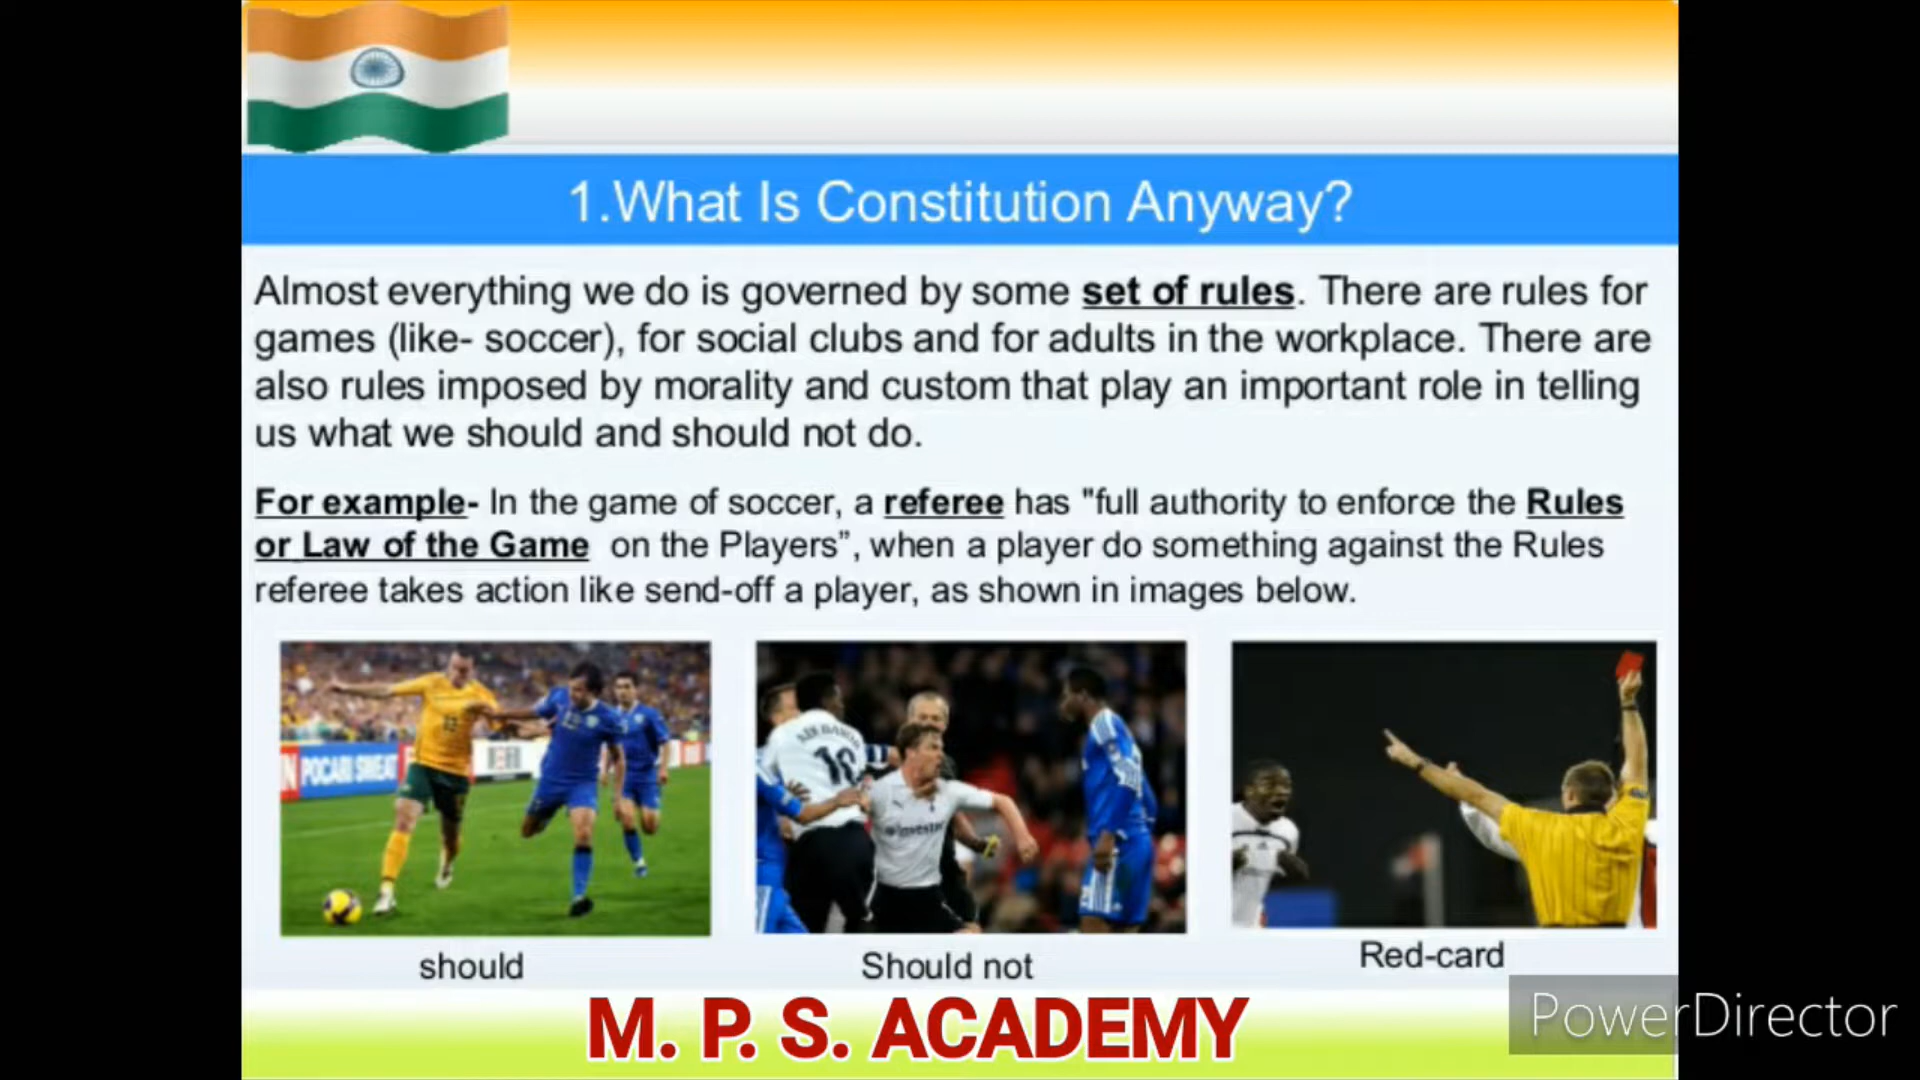 1.What Is Constitution Anyway?
Almost everything we do is governed by some set of rules. There are rules for
games (like- soccer), for social clubs and for adults in the workplace. There are
also rules imposed by morality and custom that play an important role in telling
us what we should and should not do.
For example- In the game of soccer, a referee has "full authority to enforce the Rules
or Law of the Game on the Players”, when a player do something against the Rules
referee takes action like send-off a player, as shown in images below.
POCARI SWEAT
should
Should not
Red-card
M. P. S. ACADEMY
PowerDirector